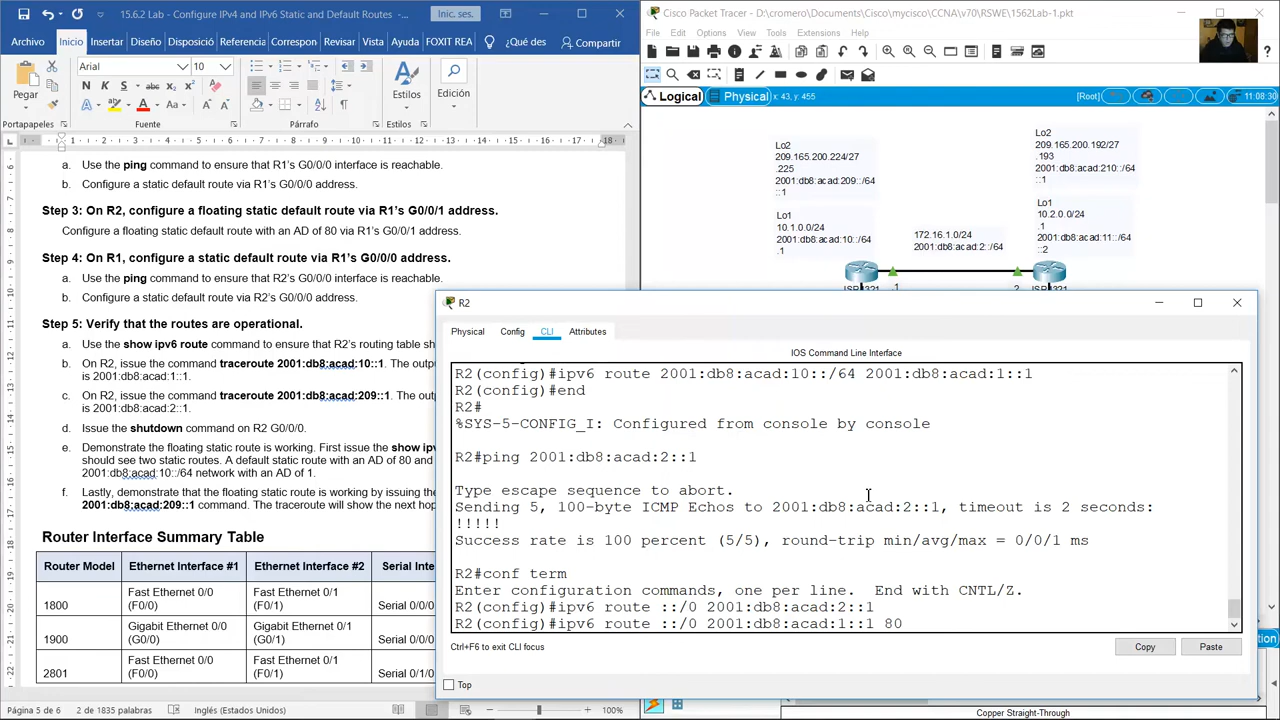 15.6.2 Lab - Configure IPv4 and IPv6 Static and Default Routes
Inic. ses.
Archivo
Inicio
Insertar
Diseño
Disposició
Referencia
Correspon
Revisar
Vista
Ayuda
FOXIT REA
¿Qué des
Compartir
Pegar
Arial
10
Estilos
Edición
Portapapeles
Fuente
Párrafo
Estilos
a. Use the ping command to ensure that R1's G0/0/0 interface is reachable.
b. Configure a static default route via R1's G0/0/0 address.
Step 3: On R2, configure a floating static default route via R1's G0/0/1 address.
Configure a floating static default route with an AD of 80 via R1's G0/0/1 address.
Step 4: On R1, configure a static default route via R1's G0/0/0 address.
a. Use the ping command to ensure that R2's G0/0/0 interface is reachable.
b. Configure a static default route via R2's G0/0/0 address.
Step 5: Verify that the routes are operational.
a. Use the show ipv6 route command to ensure that R2's routing table sh
b. On R2, issue the command traceroute 2001:db8:acad:10::1. The outp
is 2001:db8:acad:1::1.
c. On R2, issue the command traceroute 2001:db8:acad:209::1. The outp
is 2001:db8:acad:2::1.
d. Issue the shutdown command on R2 G0/0/0.
e. Demonstrate the floating static route is working. First issue the show ipv
should see two static routes. A default static route with an AD of 80 and
2001:db8:acad:10::/64 network with an AD of 1.
f. Lastly, demonstrate that the floating static route is working by issuing the
2001:db8:acad:209::1. The traceroute will show the next hop
Router Interface Summary Table
Router Model
Ethernet Interface #1
Ethernet Interface #2
Serial Inte
1800
Fast Ethernet 0/0
(F0/0)
Fast Ethernet 0/1
(F0/1)
Serial 0/0/0
1900
Gigabit Ethernet 0/0
(G0/0)
Gigabit Ethernet 0/1
(G0/1)
Serial 0/0/0
2801
Fast Ethernet 0/0
(F0/0)
Fast Ethernet 0/1
(F0/1)
Serial 0/1/0
Página 5 de 6
2 de 1835 palabras
Inglés (Estados Unidos)
100%
Cisco Packet Tracer - D:\cromero\Documents\Cisco\mycisco\CCNA\v70\RSWE\1562Lab-1.pkt
File
Edit
Options
View
Tools
Extensions
Help
Logical
Physical
x: 43, y: 455
[Root]
11:08:30
Lo2
209.165.200.224/27
.225
2001:db8:acad:209::/64
::1
Lo1
10.1.0.0/24
2001:db8:acad:10::/64
.1
172.16.1.0/24
2001:db8:acad:2::/64
Lo2
209.165.200.192/27
.193
2001:db8:acad:210::/64
::1
Lo1
10.2.0.0/24
.1
2001:db8:acad:11::/64
::2
R2
Physical
Config
CLI
Attributes
IOS Command Line Interface
R2(config)#ipv6 route 2001:db8:acad:10::/64 2001:db8:acad:1::1
R2(config)#end
R2#
%SYS-5-CONFIG_I: Configured from console by console
R2#ping 2001:db8:acad:2::1
Type escape sequence to abort.
Sending 5, 100-byte ICMP Echos to 2001:db8:acad:2::1, timeout is 2 seconds:
!!!!!
Success rate is 100 percent (5/5), round-trip min/avg/max = 0/0/1 ms
R2#conf term
Enter configuration commands, one per line. End with CNTL/Z.
R2(config)#ipv6 route ::/0 2001:db8:acad:2::1
R2(config)#ipv6 route ::/0 2001:db8:acad:1::1 80
Ctrl+F6 to exit CLI focus
Copy
Paste
Top
Copper Straight-Through